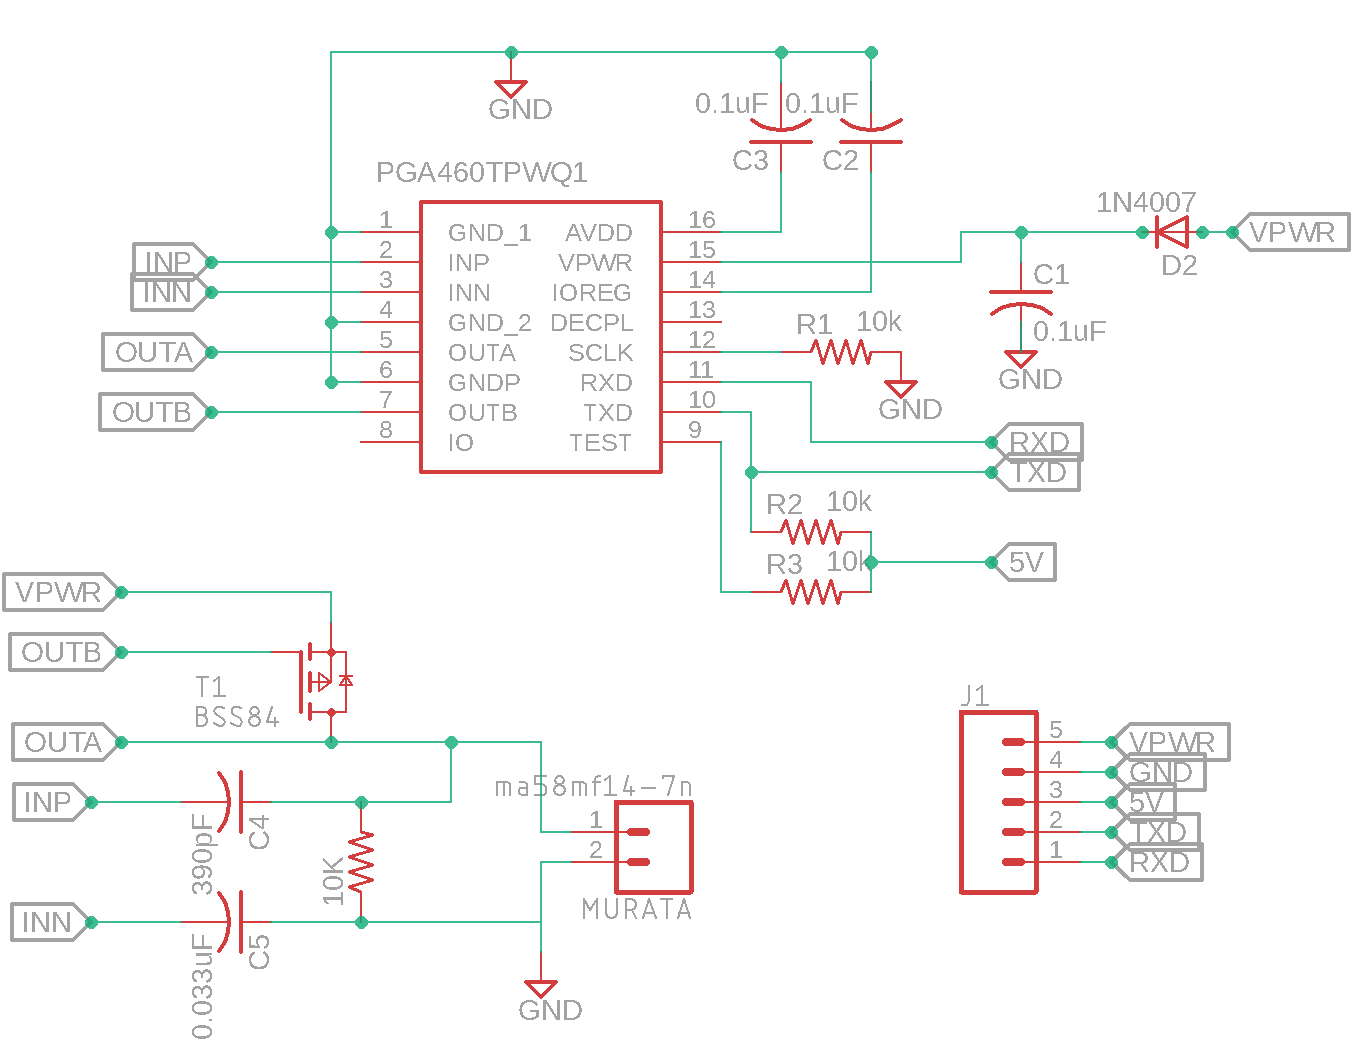 GND
0.1uF
0.1uF
C3
C2
PGA460TPWQ1
1
GND_1
AVDD
16
INP
2
INP
VPWR
15
INN
3
INN
IOREG
14
4
GND_2
DECPL
13
OUTA
5
OUTA
SCLK
12
6
GNDP
RXD
11
OUTB
7
OUTB
TXD
10
8
IO
TEST
9
1N4007
D2
VPWR
C1
0.1uF
GND
R1
10k
GND
RXD
TXD
R2
10k
R3
10k
5V
VPWR
OUTB
T1
BSS84
OUTA
INP
390pF
C4
10K
INN
0.033uF
C5
ma58mf14-7n
1
2
MURATA
GND
J1
5
VPWR
4
GND
3
5V
2
TXD
1
RXD